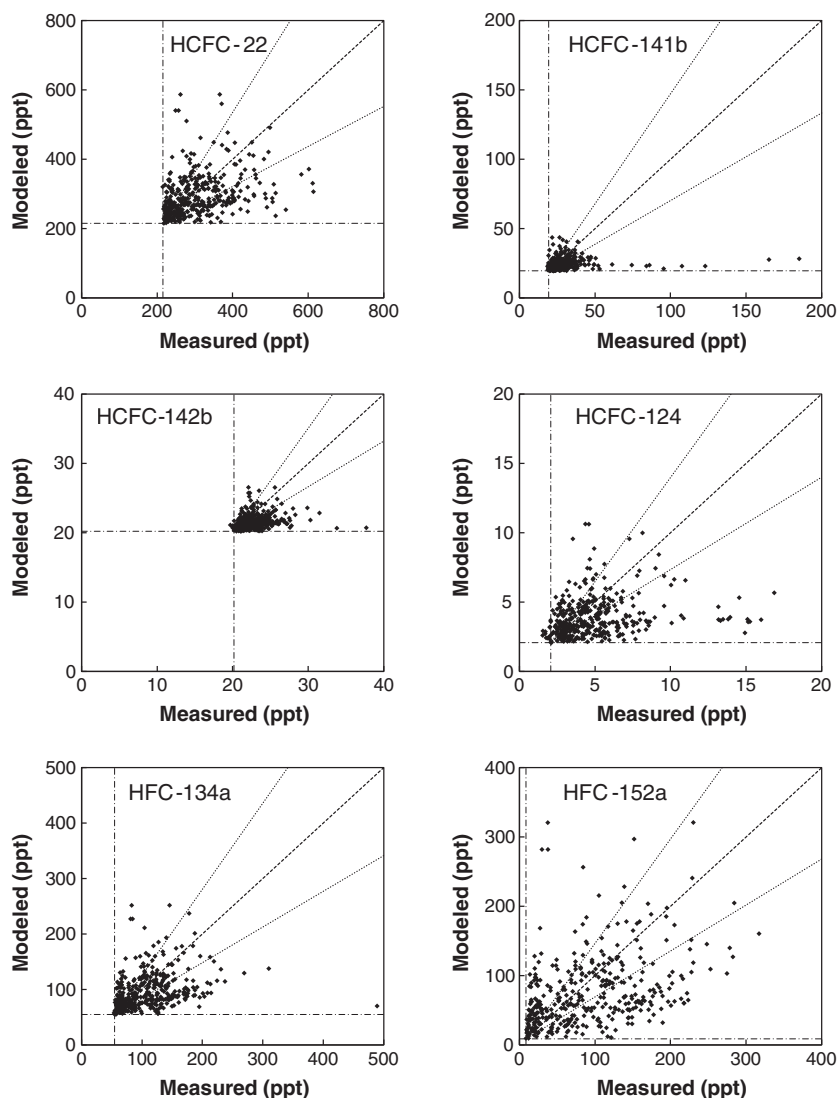 HCFC-22
Modeled (ppt)
800
600
400
200
0
0 200 400 600 800
Measured (ppt)
HCFC-141b
Modeled (ppt)
200
150
100
50
0
0 50 100 150 200
Measured (ppt)
HCFC-142b
Modeled (ppt)
40
30
20
10
0
0 10 20 30 40
Measured (ppt)
HCFC-124
Modeled (ppt)
20
15
10
5
0
0 5 10 15 20
Measured (ppt)
HFC-134a
Modeled (ppt)
500
400
300
200
100
0
0 100 200 300 400 500
Measured (ppt)
HFC-152a
Modeled (ppt)
400
300
200
100
0
0 100 200 300 400
Measured (ppt)